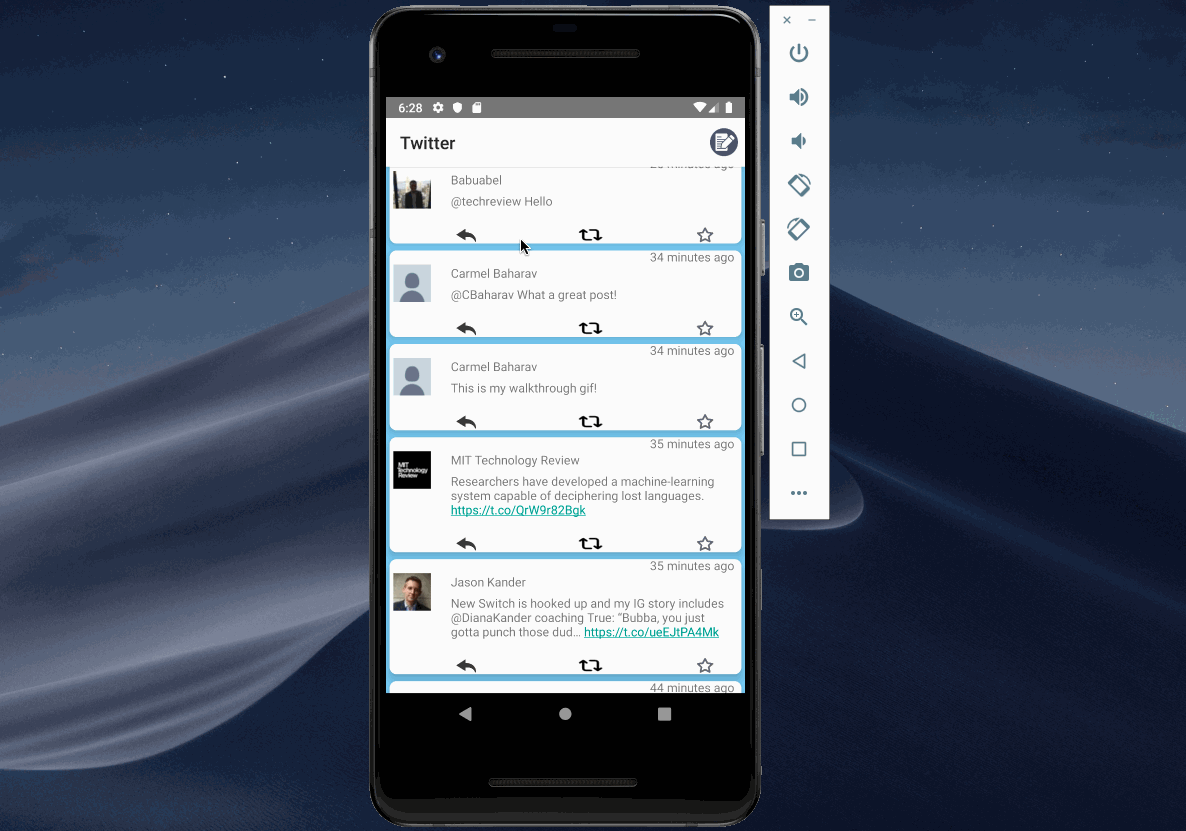 6:28
Twitter
minutes ago
Babuabel
@techreview Hello
34 minutes ago
Carmel Baharav
@CBaharav What a great post!
34 minutes ago
Carmel Baharav
This is my walkthrough gif!
35 minutes ago
MIT Technology Review
MIT
Technology
Review
Researchers have developed a machine-learning
system capable of deciphering lost languages.
https://t.co/QrW9r82Bgk
35 minutes ago
Jason Kander
New Switch is hooked up and my IG story includes
@DianaKander coaching True: “Bubba, you just
gotta punch those dud… https://t.co/ueEJtPA4Mk
44 minutes ago